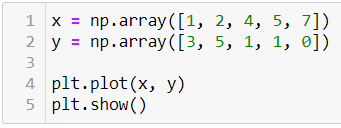 1 x = np.array([1, 2, 4, 5, 7])
2 y = np.array([3, 5, 1, 1, 0])
3
4 plt.plot(x, y)
5 plt.show()